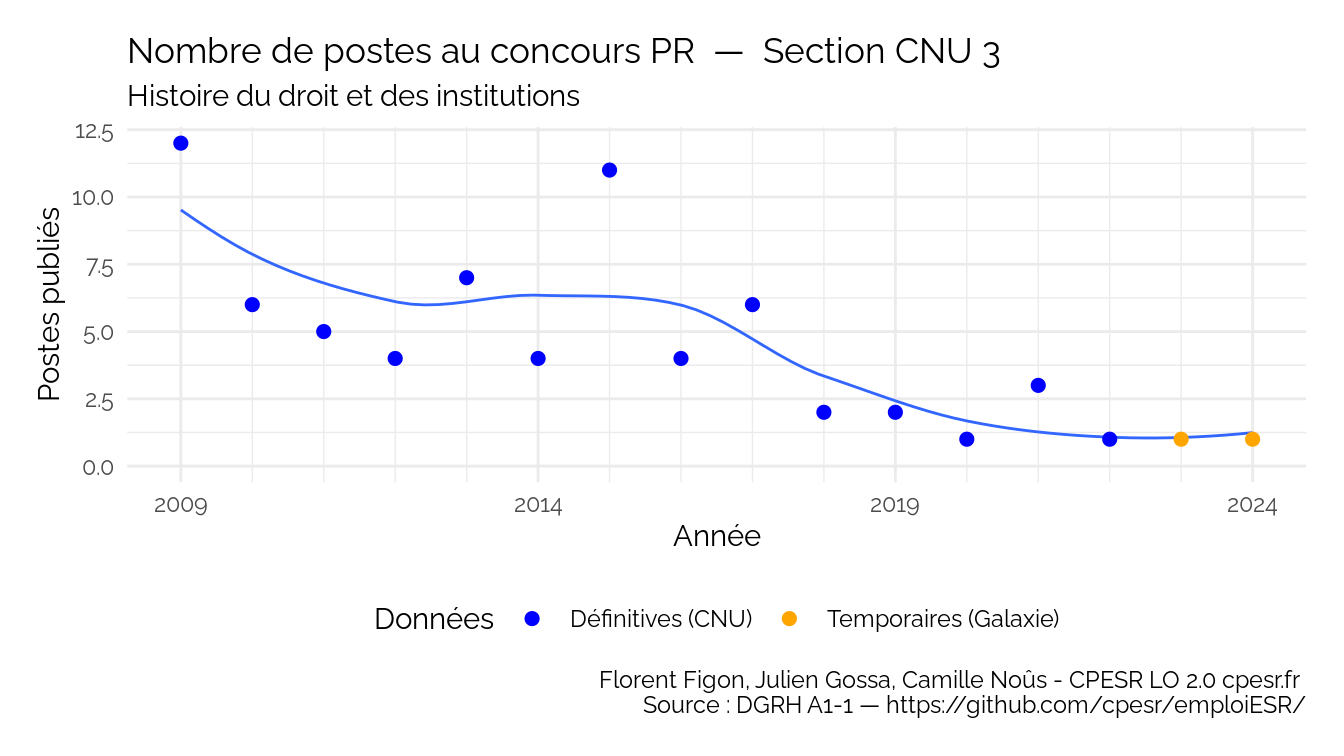 Nombre de postes au concours PR — Section CNU 3
Histoire du droit et des institutions
12.5
10.0
7.5
5.0
2.5
0.0
Postes publiés
2009
2014
2019
2024
Année
Données
Définitives (CNU)
Temporaires (Galaxie)
Florent Figon, Julien Gossa, Camille Noûs - CPESR LO 2.0 cpesr.fr
Source : DGRH A1-1 — https://github.com/cpesr/emploiESR/